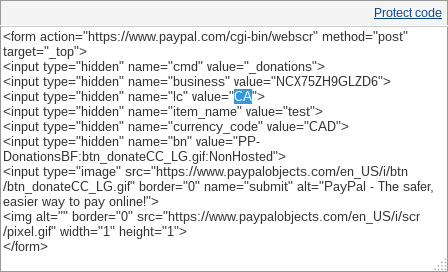 Protect code
<form action="https://www.paypal.com/cgi-bin/webscr" method="post"
target="_top">
<input type="hidden" name="cmd" value="_donations">
<input type="hidden" name="business" value="NCX75ZH9GLZD6">
<input type="hidden" name="lc" value="CA">
<input type="hidden" name="item_name" value="test">
<input type="hidden" name="currency_code" value="CAD">
<input type="hidden" name="bn" value="PP-
DonationsBF:btn_donateCC_LG.gif:NonHosted">
<input type="image" src="https://www.paypalobjects.com/en_US/i/btn
/btn_donateCC_LG.gif" border="0" name="submit" alt="PayPal - The safer,
easier way to pay online!">
<img alt="" border="0" src="https://www.paypalobjects.com/en_US/i/scr
/pixel.gif" width="1" height="1">
</form>